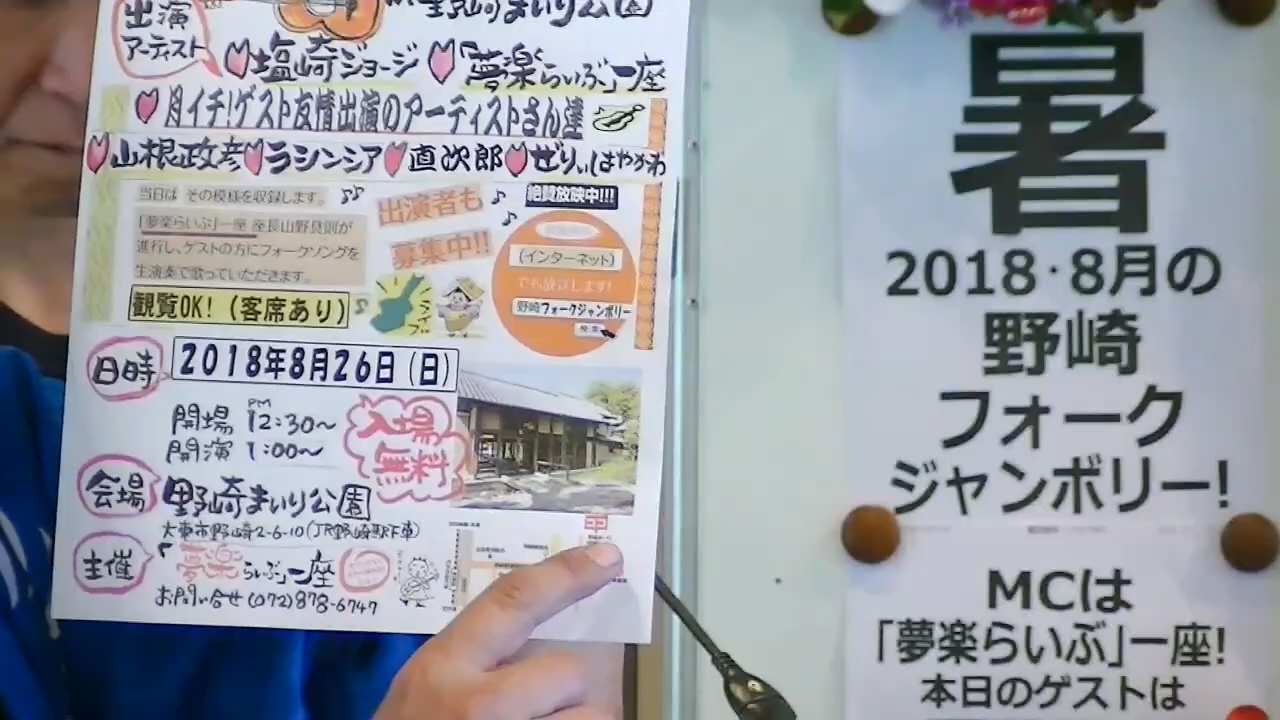 野崎まいり公園
出演
アーティスト
塩崎ジョージ
「夢楽らいぶ」一座
月イチ!ゲスト友情出演のアーティストさん達
山根政彦
ラシンシア
直次郎
ぜりぃはやかわ
当日は その模様を収録します。
「夢楽らいぶ」一座 座長山野良則が
進行し、ゲストの方にフォークソングを
生演奏で歌っていただきます。
観覧OK!(客席あり)
出演者も
募集中!!
絶賛放映中!!!
(インターネット)
でも放送します!
野崎フォークジャンボリー
検索
日時
2018年8月26日(日)
開場 PM 12:30～
開演 1:00～
入場
無料
会場
野崎まいり公園
大東市野崎2-6-10(JR野崎駅下車)
主催
「夢楽らいぶ」一座
お問い合せ(072)878-6747
暑
2018・8月の
野崎
フォーク
ジャンボリー!
MCは
「夢楽らいぶ」一座!
本日のゲストは